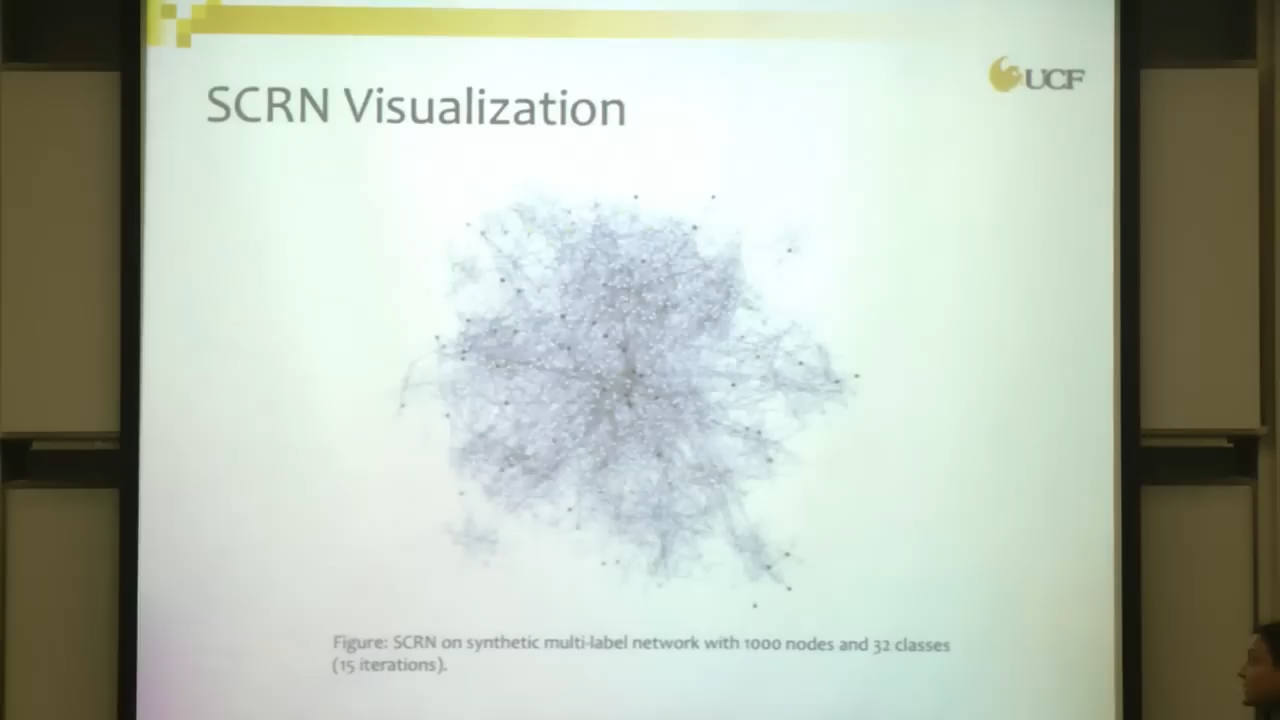 UCF
SCRN Visualization
Figure: SCRN on synthetic multi-label network with 1000 nodes and 32 classes
(15 iterations).